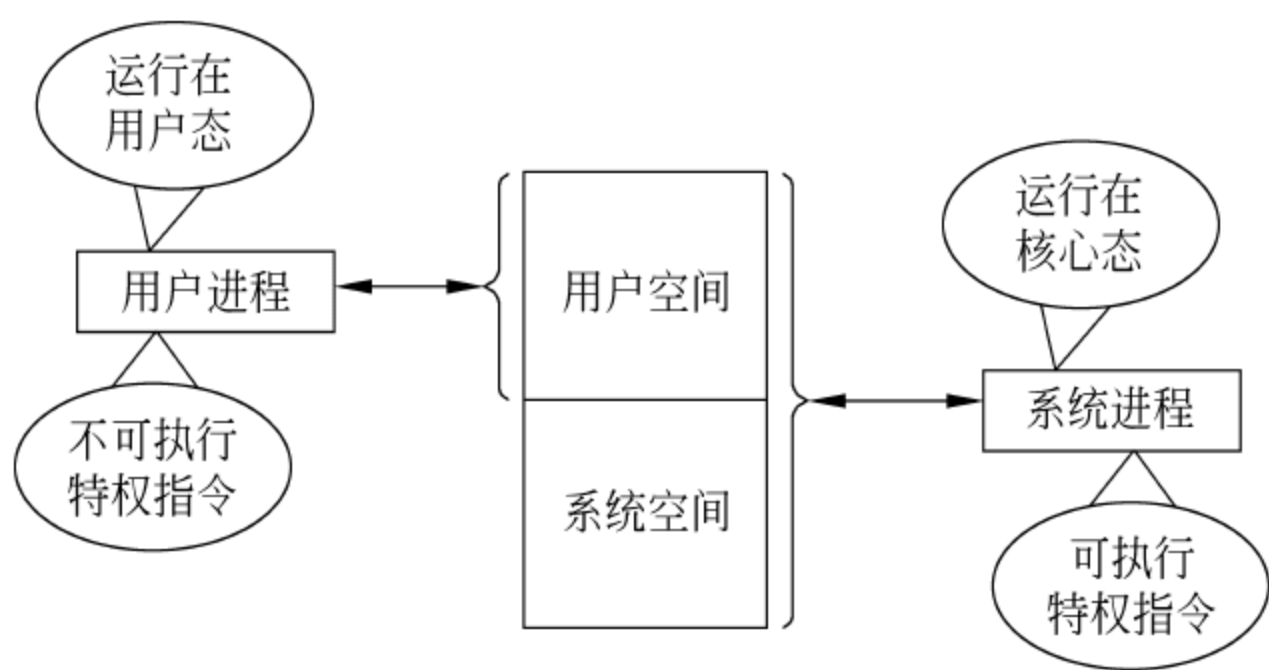 运行在
用户态
用户进程
不可执行
特权指令
用户空间
系统空间
运行在
核心态
系统进程
可执行
特权指令